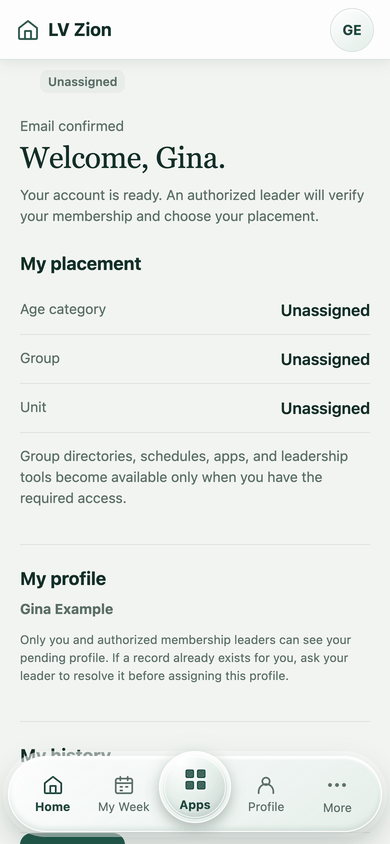 LV Zion
GE
Unassigned
Email confirmed
Welcome, Gina.
Your account is ready. An authorized leader will verify
your membership and choose your placement.
My placement
Age category Unassigned
Group Unassigned
Unit Unassigned
Group directories, schedules, apps, and leadership
tools become available only when you have the
required access.
My profile
Gina Example
Only you and authorized membership leaders can see your
pending profile. If a record already exists for you, ask your
leader to resolve it before assigning this profile.
My history
Home My Week Apps Profile More